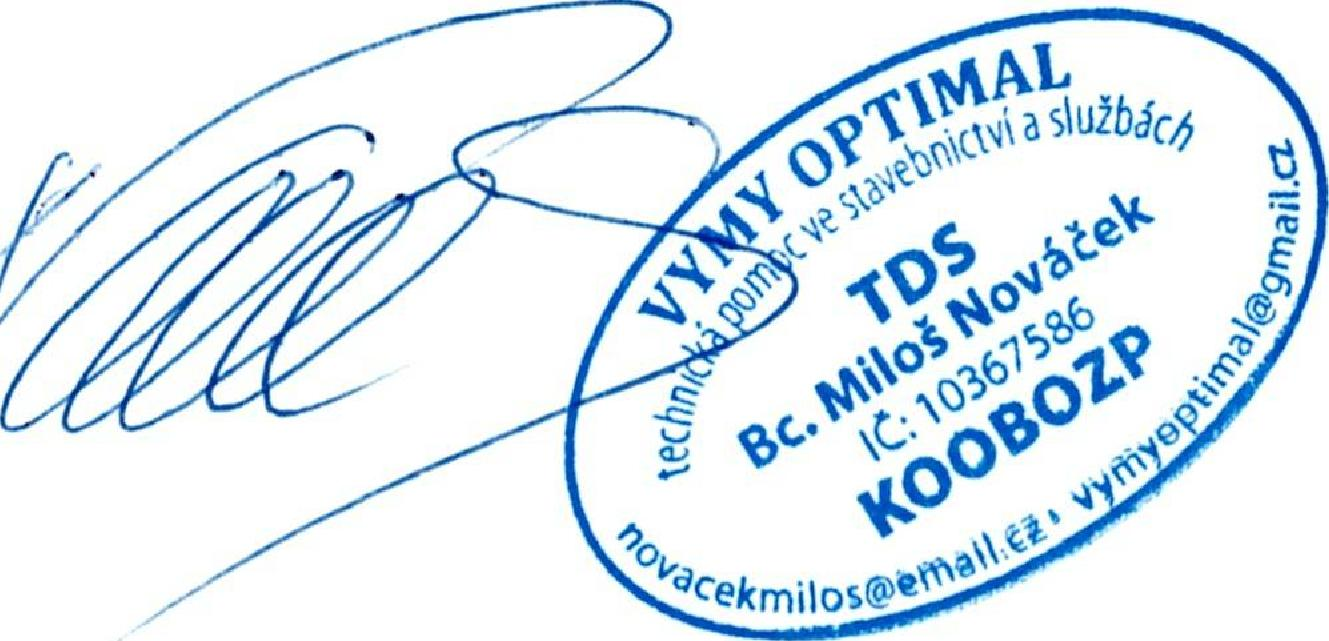 VYMY OPTIMAL
technická pomoc ve stavebnictví a službách
TDS
Bc. Miloš Nováček
IČ: 10367586
KOOBOZP
novacekmilos@email.cz, vymyoptimal@gmail.cz